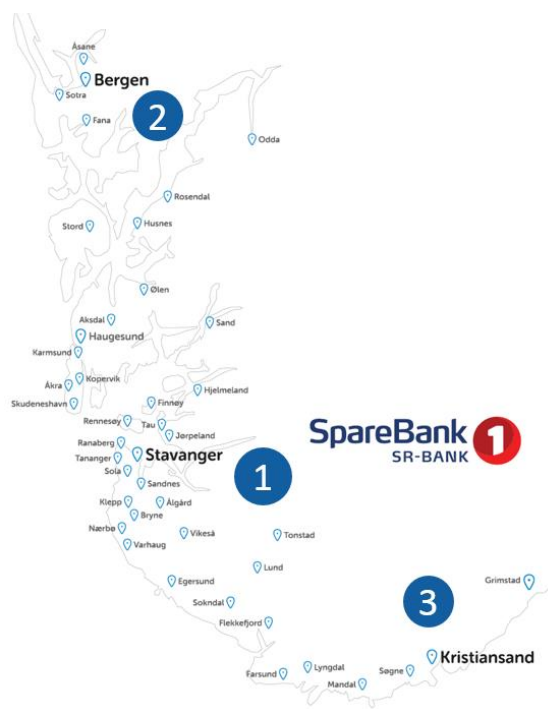 Åsane
Bergen
Sotra
Fana
2
Odda
Rosendal
Stord
Husnes
Ølen
Aksdal
Sand
Haugesund
Karmsund
Kopervik
Åkra
Hjelmeland
Skudeneshavn
Finnøy
Rennesøy
Tau
Jørpeland
SpareBank 1
SR-BANK
Ranaberg
Stavanger
Tananger
Sola
1
Sandnes
Klepp
Ålgård
Bryne
Nærbø
Vikeså
Tonstad
Varhaug
Lund
Egersund
Grimstad
Sokndal
3
Flekkefjord
Kristiansand
Lyngdal
Søgne
Farsund
Mandal